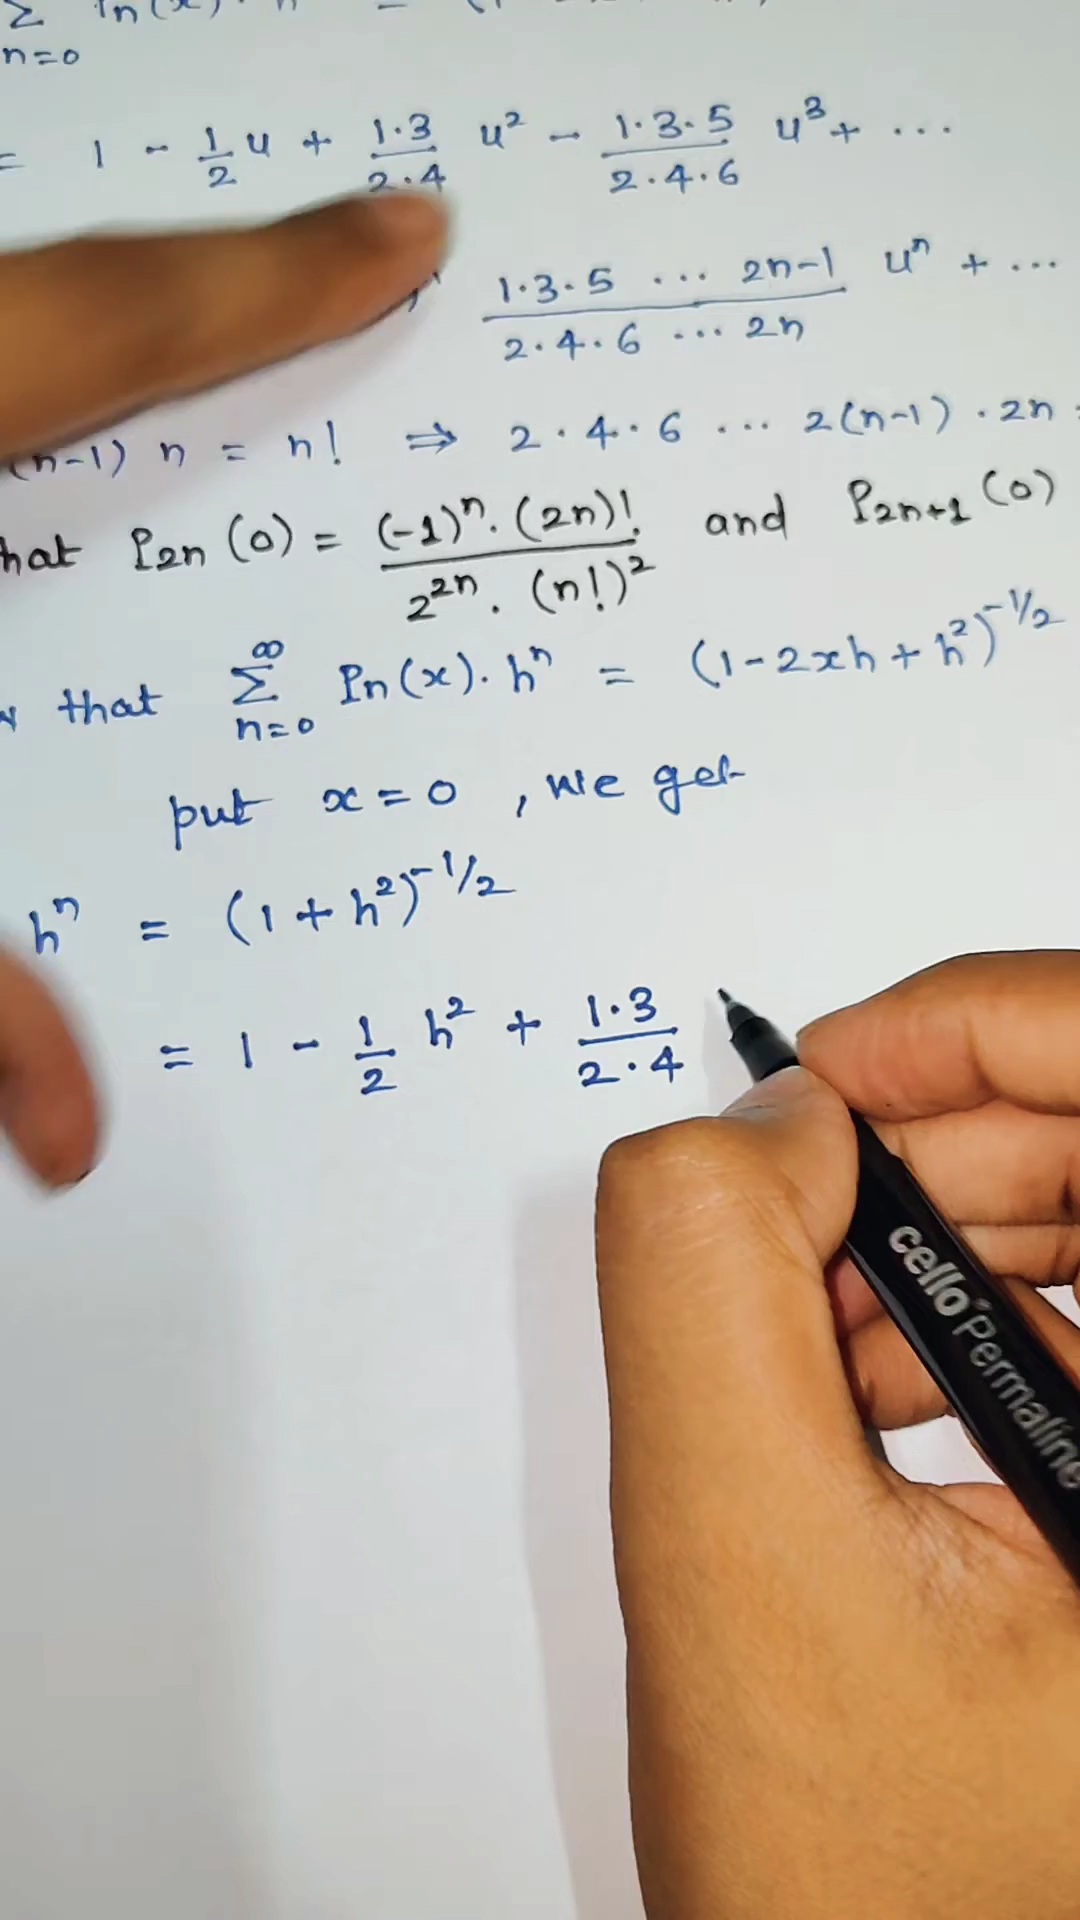 n=0
= 1 - 1/2 u + 1·3/2·4 u² - 1·3·5/2·4·6 u³ + ...
1·3·5 ... 2n-1/2·4·6 ... 2n uⁿ + ...
(n-1) n = n! ⇒ 2·4·6 ... 2(n-1)·2n =
hat P₂ₙ(0) = (-1)ⁿ·(2n)!/2²ⁿ·(n!)² and P₂ₙ₊₁(0)
that ∑ₙ₌₀^∞ Pn(x)·hⁿ = (1-2xh+h²)^-1/2
put x=0, we get
hⁿ = (1+h²)^-1/2
= 1 - 1/2 h² + 1·3/2·4
cello Permaline